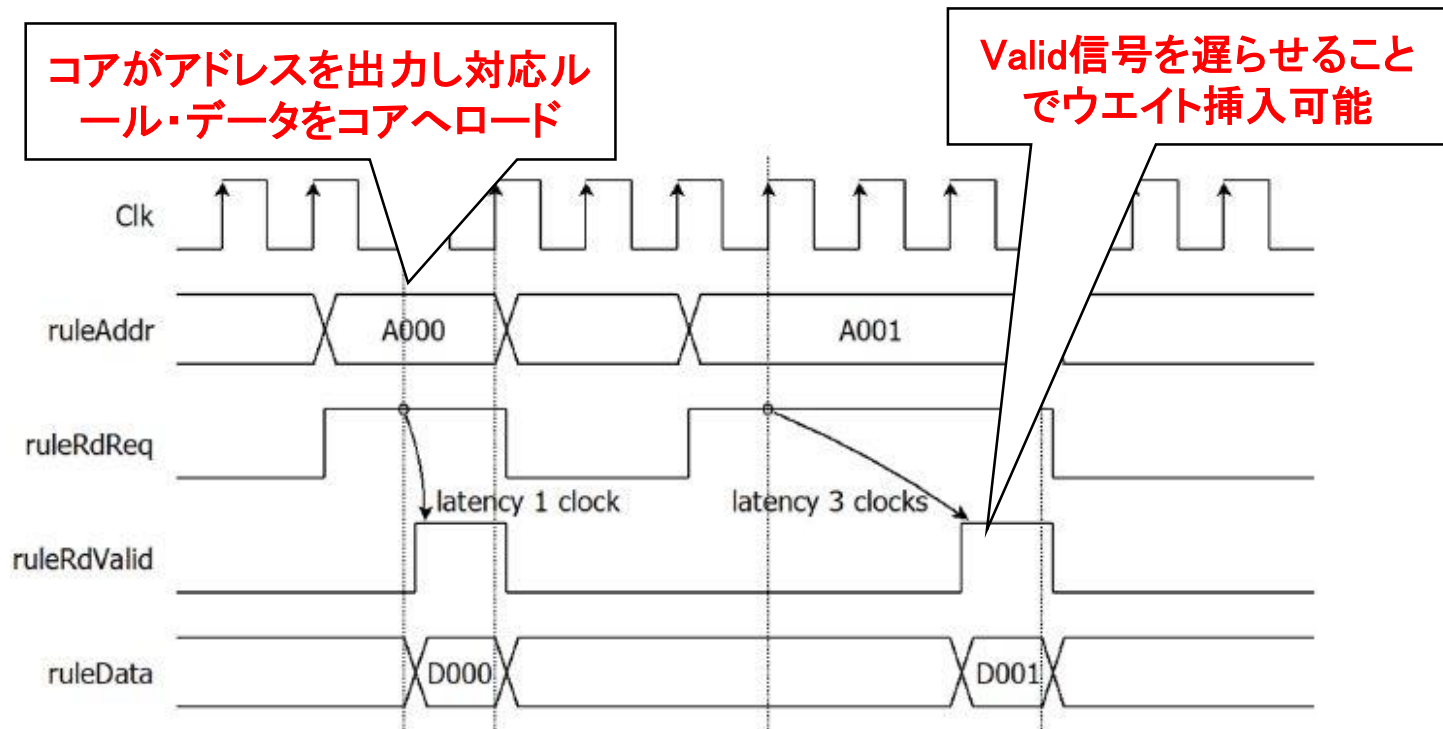 コアがアドレスを出力し対応ル
ール・データをコアへロード
Valid信号を遅らせること
でウエイト挿入可能
Clk
ruleAddr
A000
A001
ruleRdReq
latency 1 clock
latency 3 clocks
ruleRdValid
ruleData
D000
D001